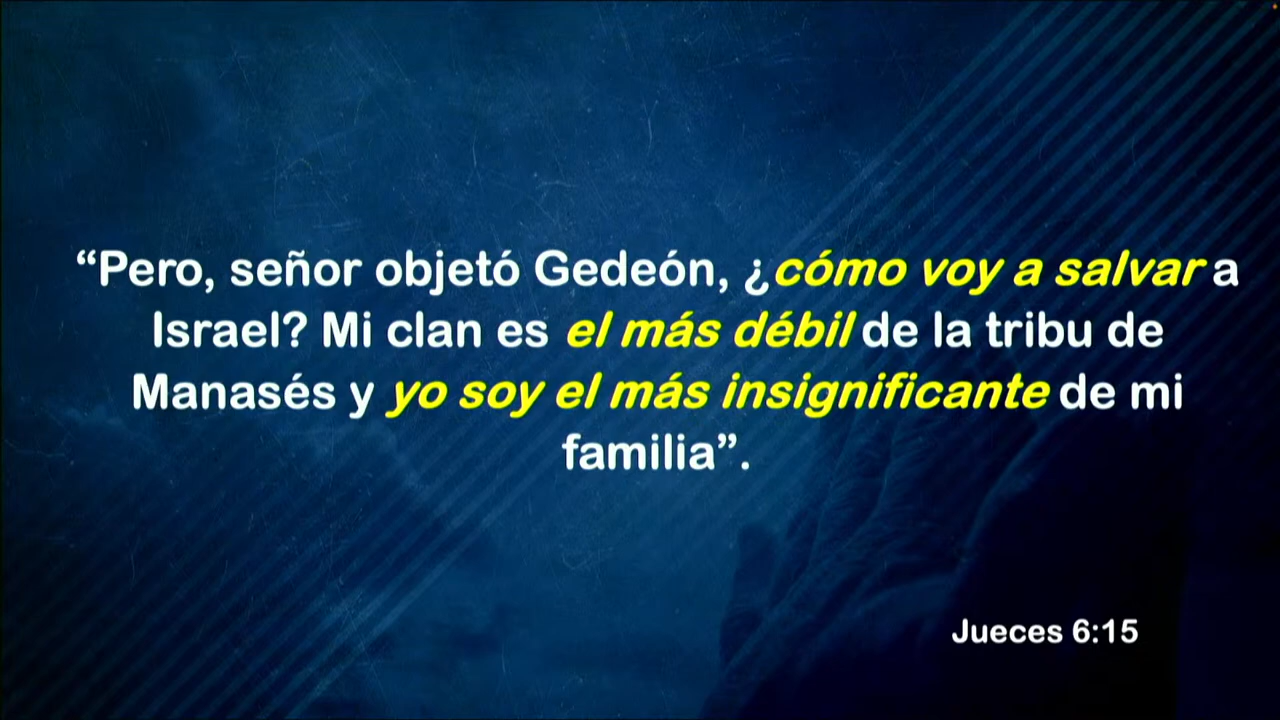 “Pero, señor objetó Gedeón, ¿cómo voy a salvar a
Israel? Mi clan es el más débil de la tribu de
Manasés y yo soy el más insignificante de mi
familia”.
Jueces 6:15